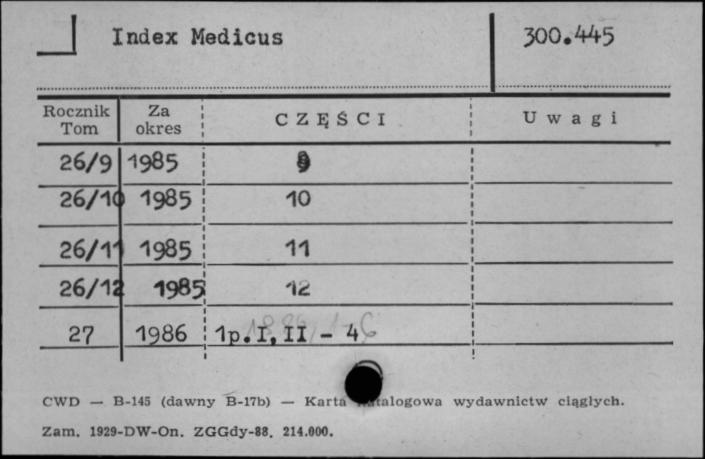 Index Medicus 300.445
Rocznik Tom Za okres CZĘŚCI Uwagi
26/9 1985 9
26/10 1985 10
26/11 1985 11
26/12 1985 12
27 1986 1p.I,II - 4
CWD — B-145 (dawny B-17b) — Karta katalogowa wydawnictw ciągłych.
Zam. 1929-DW-On. ZGGdy-88. 214.000.